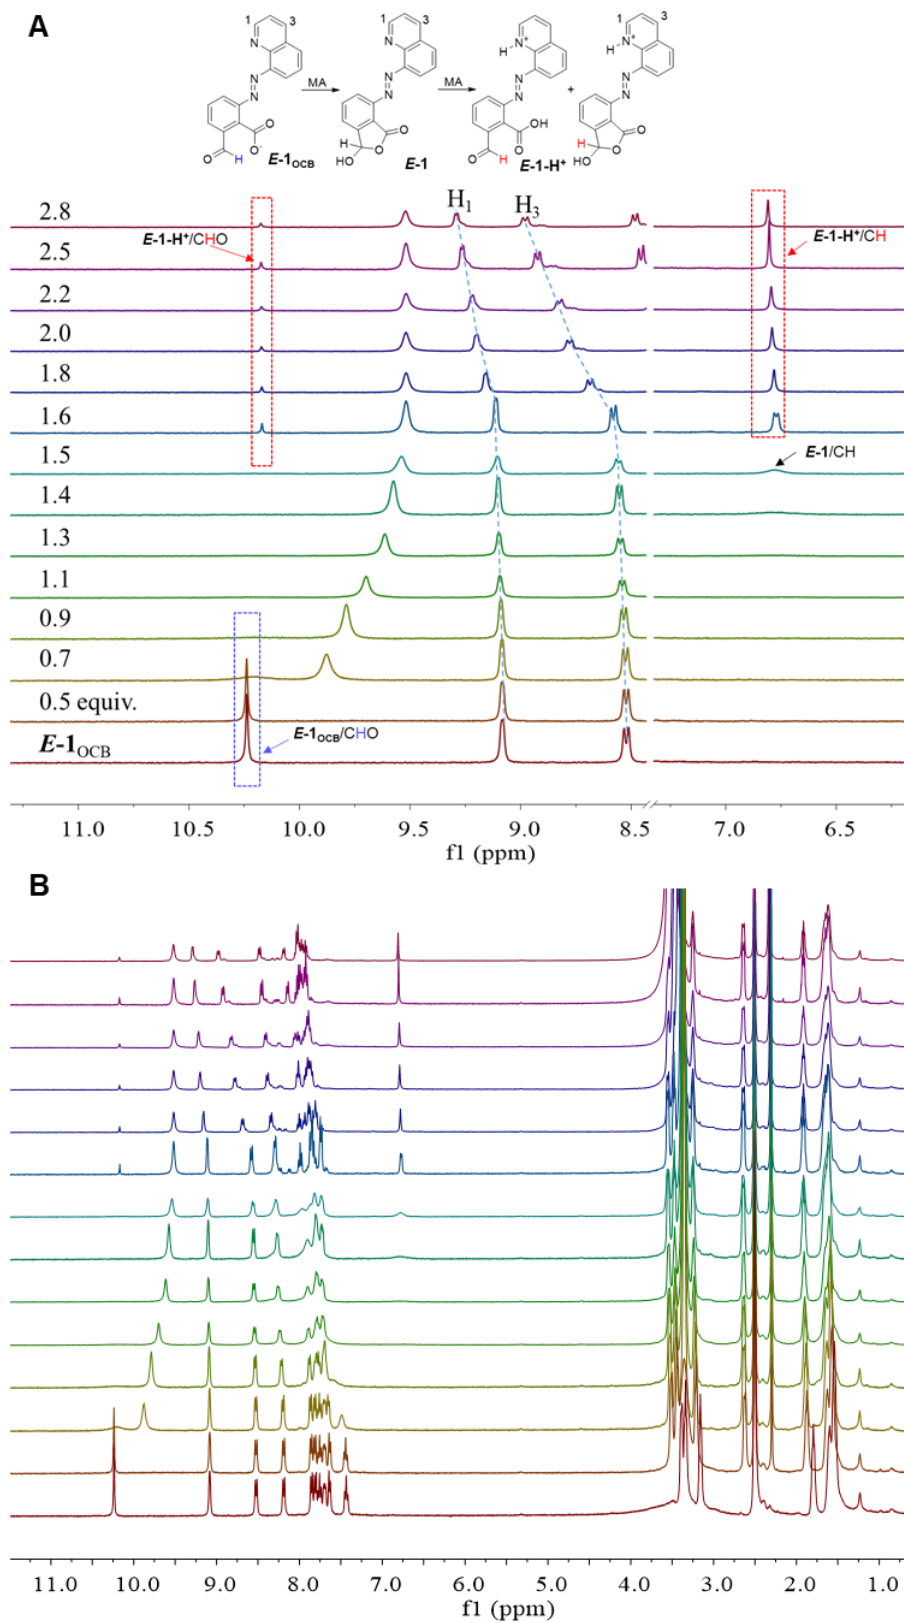 A
1 3 1 3 1 3 1 3
N N N+ N+
H H
N N N N
MA MA +
N N N N
O O O OH O
O H O- H O O H H O
HO HO
E-1OCB E-1 E-1-H+
H1 H3
2.8
E-1-H+/CHO E-1-H+/CH
2.5
2.2
2.0
1.8
1.6
1.5 E-1/CH
1.4
1.3
1.1
0.9
0.7
0.5 equiv.
E-1OCB/CHO
E-1OCB
11.0 10.5 10.0 9.5 9.0 8.5 7.0 6.5
f1 (ppm)
B
11.0 10.0 9.0 8.0 7.0 6.0 5.0 4.0 3.0 2.0 1.0
f1 (ppm)